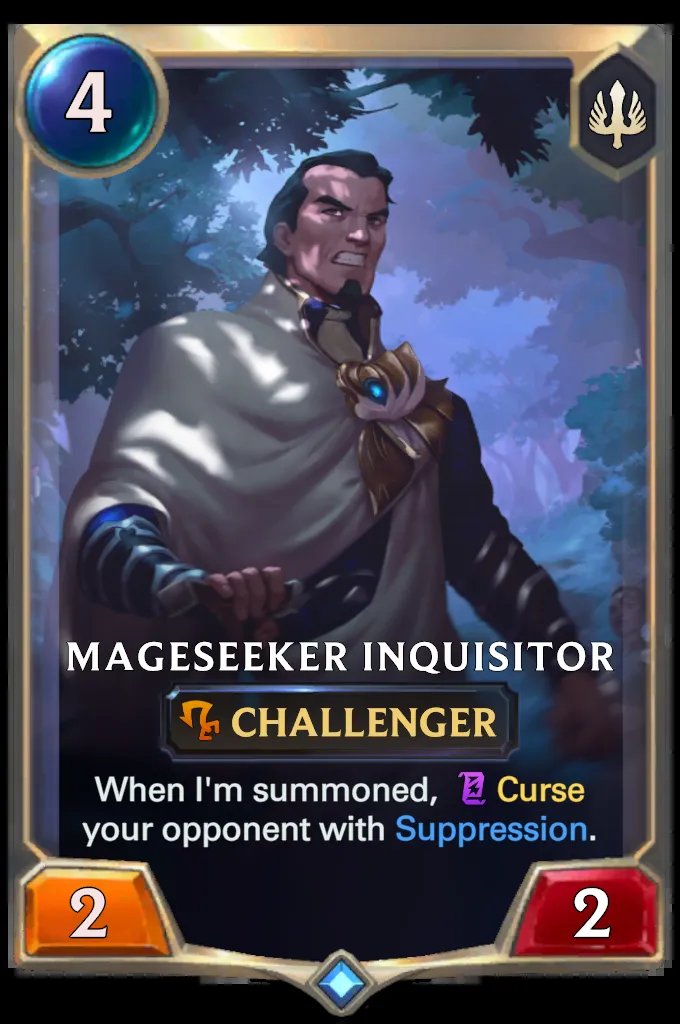 4
MAGESEEKER INQUISITOR
CHALLENGER
When I'm summoned, Curse
your opponent with Suppression.
2 2